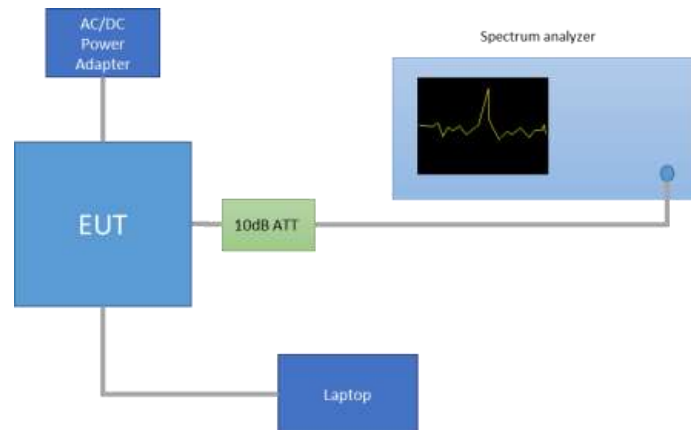 AC/DC
Power
Adapter
Spectrum analyzer
EUT
10dB ATT
Laptop